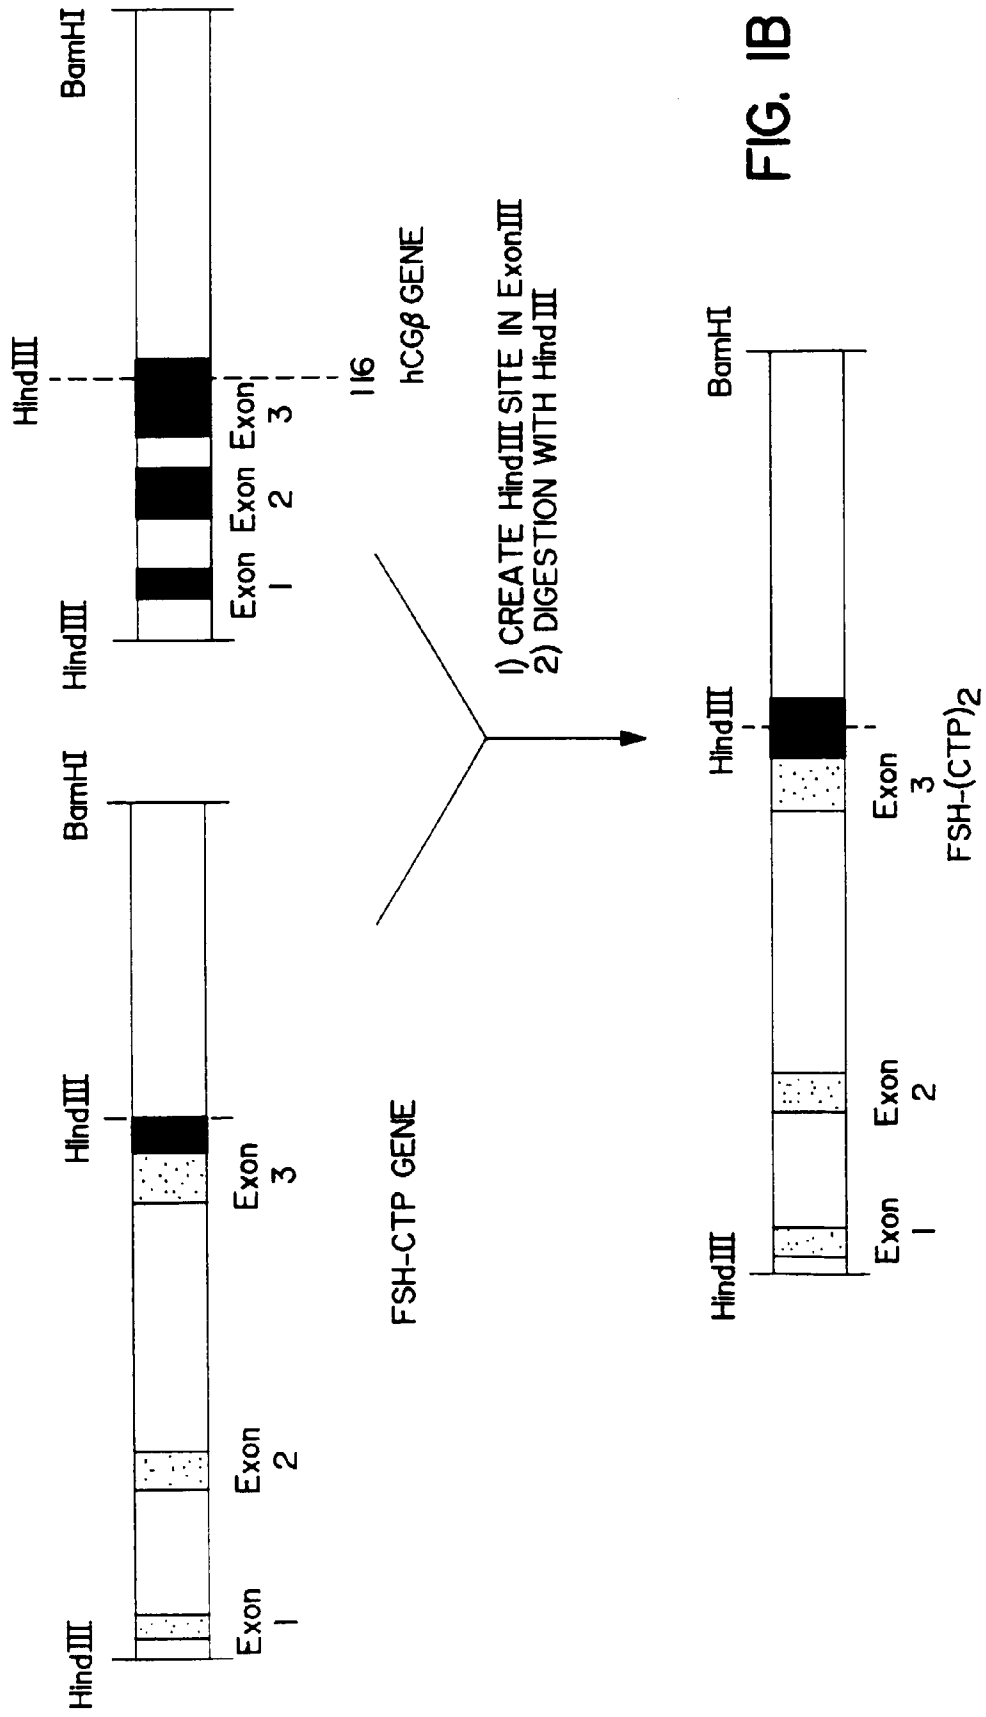 HindIII
HindIII
BamHI
Exon
1
Exon
2
Exon
3
FSH-CTP GENE
HindIII
HindIII
BamHI
Exon Exon Exon
1 2 3
116
hCGβ GENE
1) CREATE HindIII SITE IN ExonIII
2) DIGESTION WITH HindIII
HindIII
HindIII
BamHI
Exon
1
Exon
2
Exon
3
FSH-(CTP)2
FIG. 1B